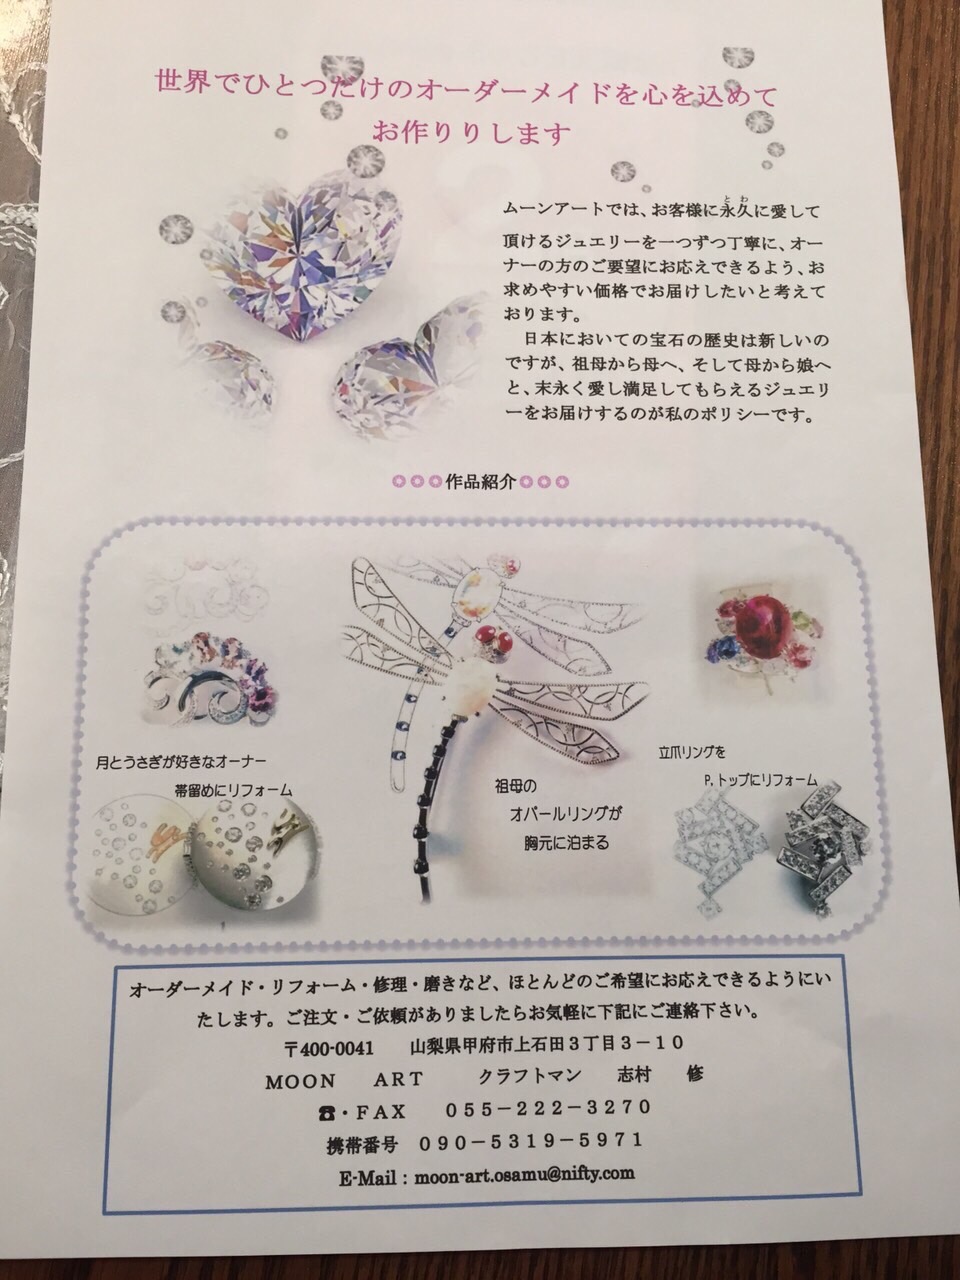 世界でひとつだけのオーダーメイドを心を込めて
お作りりします
ムーンアートでは、お客様に永久に愛して
とわ
頂けるジュエリーを一つずつ丁寧に、オー
ナーの方のご要望にお応えできるよう、お
求めやすい価格でお届けしたいと考えて
おります。
日本においての宝石の歴史は新しいの
ですが、祖母から母へ、そして母から娘へ
と、末永く愛し満足してもらえるジュエリ
ーをお届けするのが私のポリシーです。
作品紹介
月とうさぎが好きなオーナー
帯留めにリフォーム
祖母の
オパールリングが
胸元に泊まる
立爪リングを
P,トップにリフォーム
オーダーメイド・リフォーム・修理・磨きなど、ほとんどのご希望にお応えできるようにい
たします。ご注文・ご依頼がありましたらお気軽に下記にご連絡下さい。
〒400-0041 山梨県甲府市上石田３丁目３－１０
ＭＯＯＮ ＡＲＴ クラフトマン 志村 修
☎・ＦＡＸ ０５５－２２２－３２７０
携帯番号 ０９０－５３１９－５９７１
E-Mail : moon-art.osamu@nifty.com